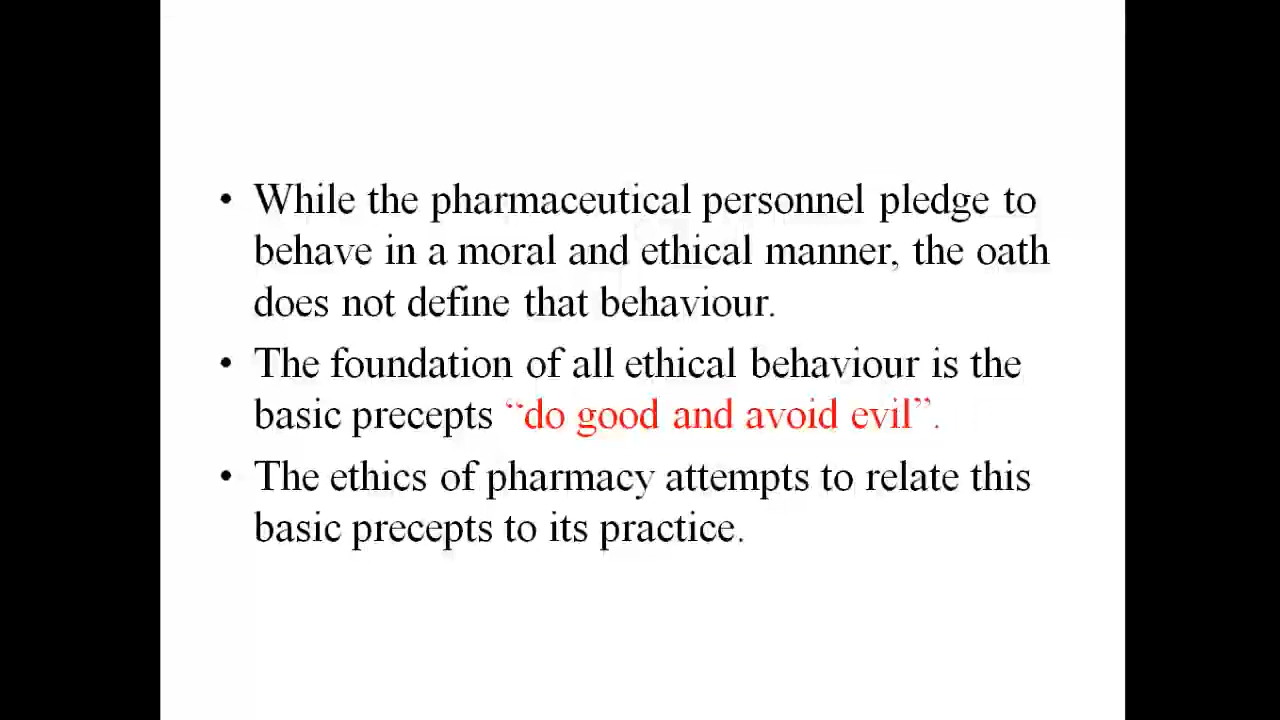 • While the pharmaceutical personnel pledge to
behave in a moral and ethical manner, the oath
does not define that behaviour.
• The foundation of all ethical behaviour is the
basic precepts “do good and avoid evil”.
• The ethics of pharmacy attempts to relate this
basic precepts to its practice.